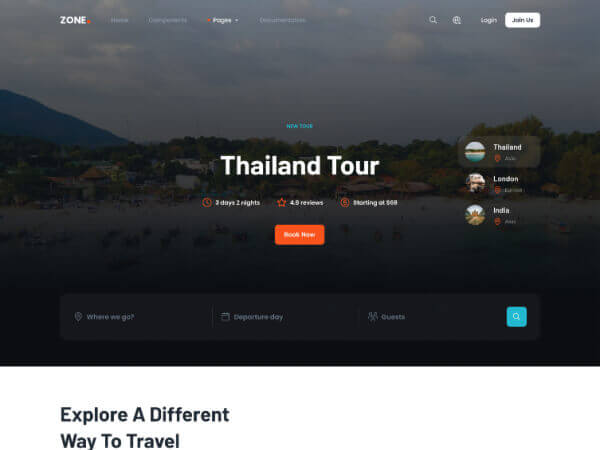 ZONE.
Home Components Pages Documentation Login Join Us
NEW TOUR
Thailand Tour
3 days 2 nights 4.9 reviews Starting at $69
Book Now
Thailand
Asia
London
Europe
India
Asia
Where we go? Departure day Guests
Explore A Different
Way To Travel